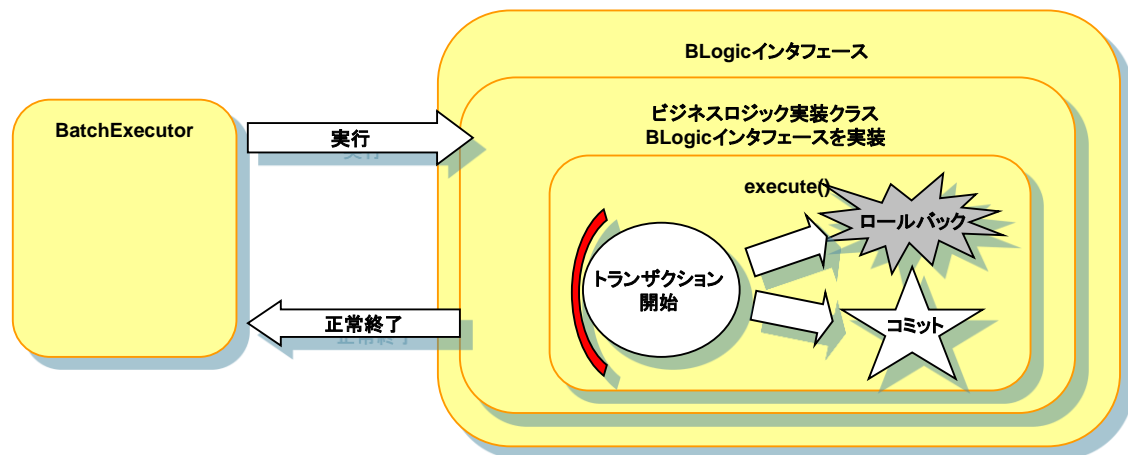 BLogicインタフェース
BatchExecutor
ビジネスロジック実装クラス
BLogicインタフェースを実装
実行
execute()
ロールバック
トランザクション
開始
正常終了
コミット